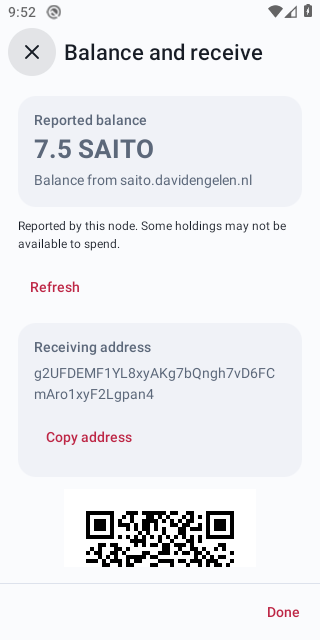 9:52
Balance and receive
Reported balance
7.5 SAITO
Balance from saito.davidengelen.nl
Reported by this node. Some holdings may not be
available to spend.
Refresh
Receiving address
g2UFDEMF1YL8xyAKg7bQngh7vD6FC
mAro1xyF2Lgpan4
Copy address
Done